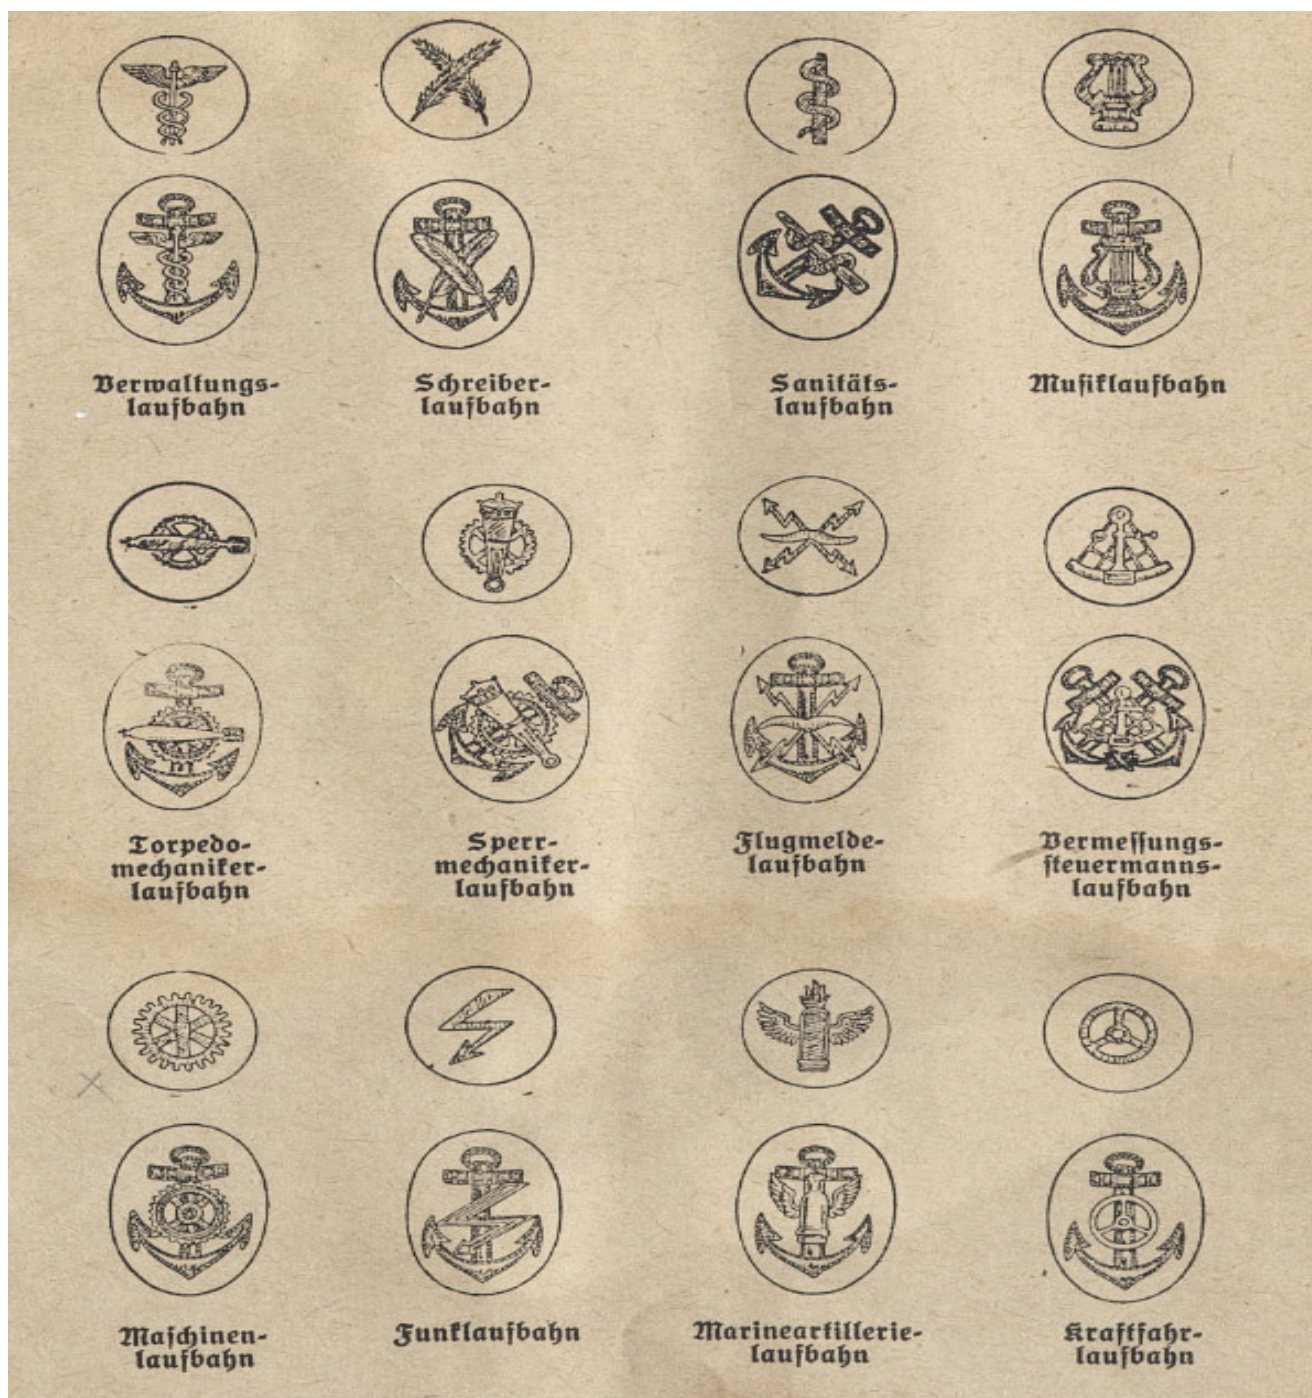 Verwaltungs-
laufbahn
Schreiber-
laufbahn
Sanitäts-
laufbahn
Musiklaufbahn
Torpedo-
mechaniker-
laufbahn
Sperr-
mechaniker-
laufbahn
Flugmelde-
laufbahn
Vermessungs-
steuermanns-
laufbahn
Maschinen-
laufbahn
Funklaufbahn
Marineartillerie-
laufbahn
Kraftfahr-
laufbahn